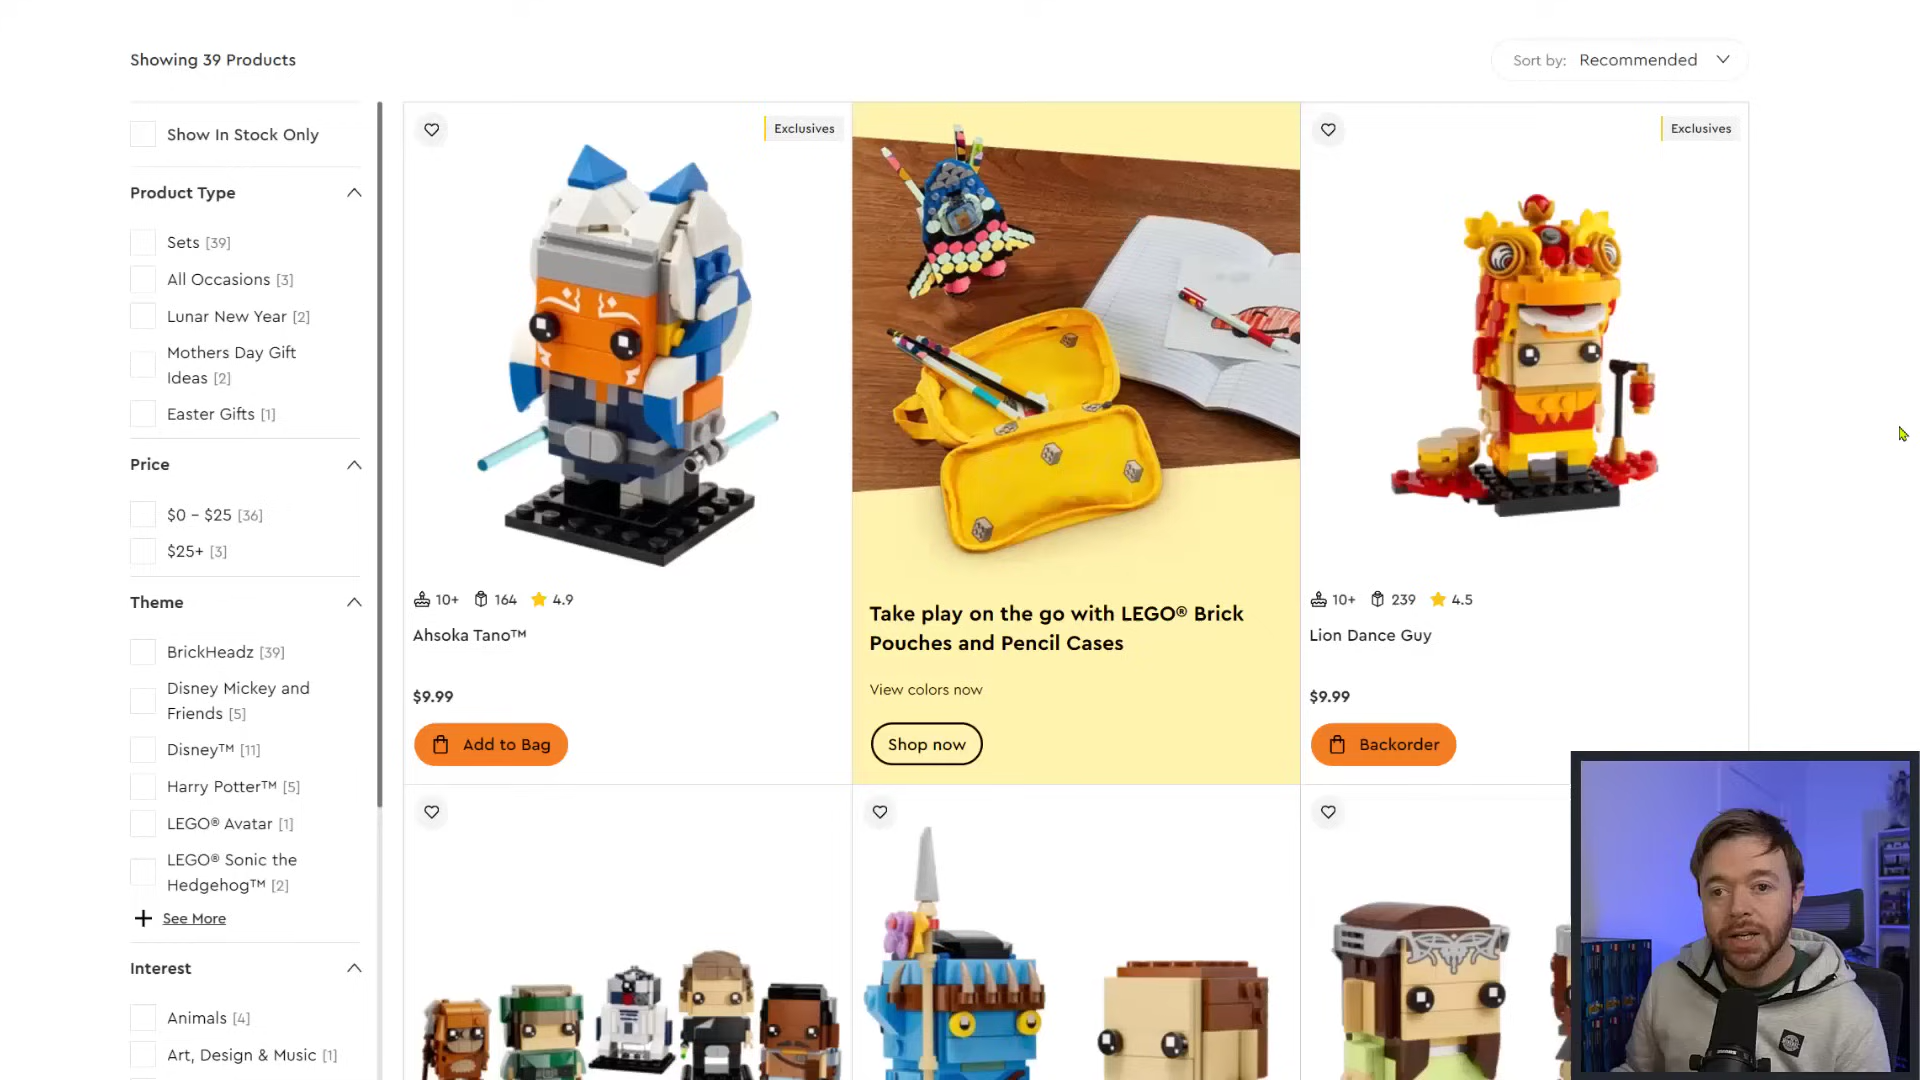 Showing 39 Products
Sort by: Recommended
Show In Stock Only
Product Type
Sets [39]
All Occasions [3]
Lunar New Year [2]
Mothers Day Gift
Ideas [2]
Easter Gifts [1]
Price
$0 – $25 [36]
$25+ [3]
Theme
BrickHeadz [39]
Disney Mickey and
Friends [5]
Disney™ [11]
Harry Potter™ [5]
LEGO® Avatar [1]
LEGO® Sonic the
Hedgehog™ [2]
See More
Interest
Animals [4]
Art, Design & Music [1]
Exclusives
10+ 164 4.9
Ahsoka Tano™
$9.99
Add to Bag
Take play on the go with LEGO® Brick
Pouches and Pencil Cases
View colors now
Shop now
Exclusives
10+ 239 4.5
Lion Dance Guy
$9.99
Backorder